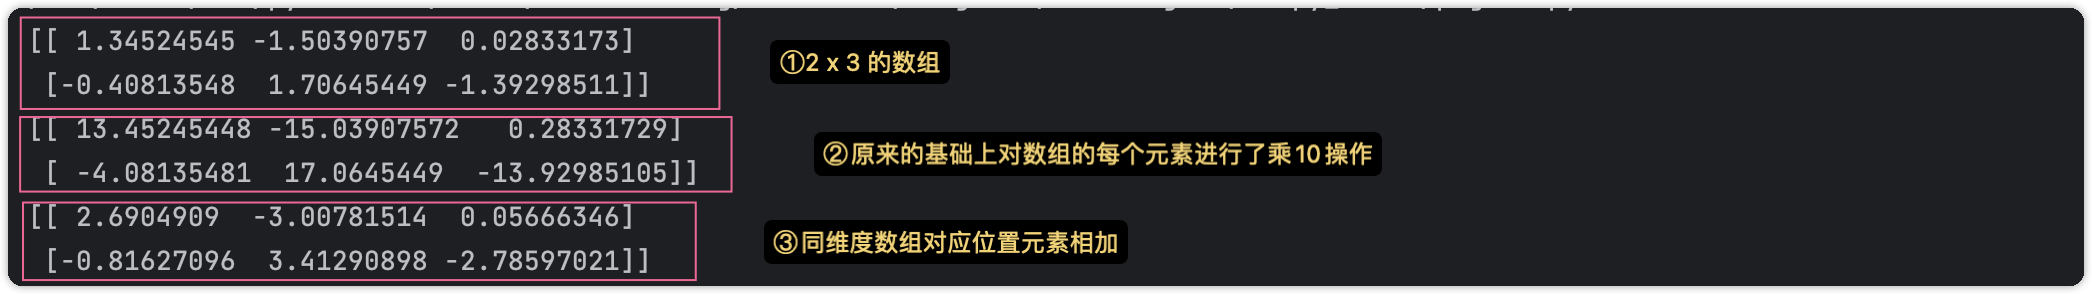 [[ 1.34524545 -1.50390757  0.02833173]
①2 x 3 的数组
 [-0.40813548  1.70645449 -1.39298511]]
[[ 13.45245448 -15.03907572   0.28331729]
②原来的基础上对数组的每个元素进行了乘10操作
 [ -4.08135481  17.0645449  -13.92985105]]
[[ 2.6904909  -3.00781514  0.05666346]
③同维度数组对应位置元素相加
 [-0.81627096  3.41290898 -2.78597021]]